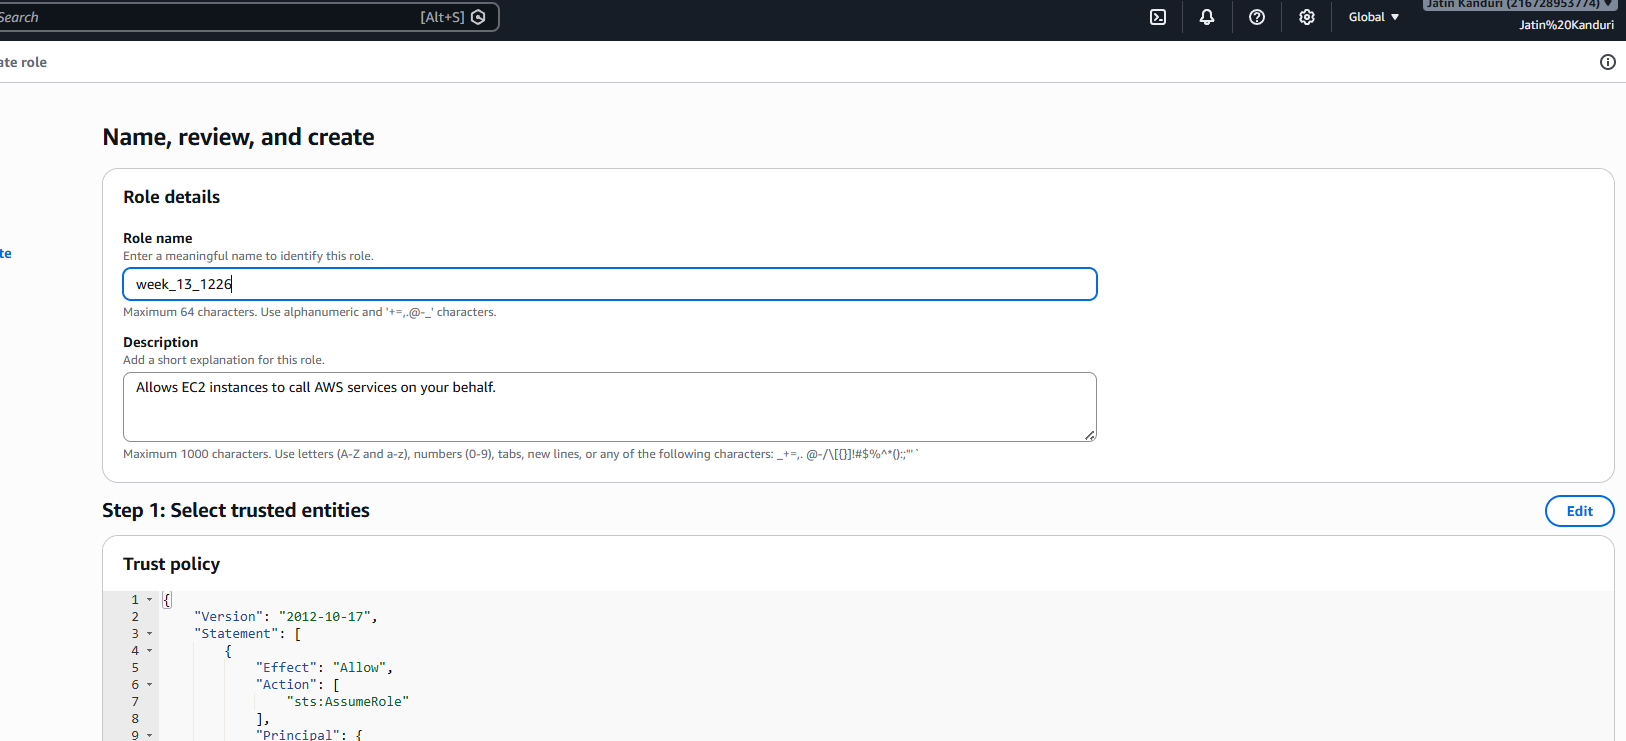 Search [Alt+S] Global ▼ Jatin Kanduri (216728953774) ▼
Jatin%20Kanduri
ate role
Name, review, and create
Role details
Role name
te
Enter a meaningful name to identify this role.
week_13_1226
Maximum 64 characters. Use alphanumeric and '+=,.@-_' characters.
Description
Add a short explanation for this role.
Allows EC2 instances to call AWS services on your behalf.
Maximum 1000 characters. Use letters (A-Z and a-z), numbers (0-9), tabs, new lines, or any of the following characters: _+=,. @-/\[{}]!#$%^*();:"'`
Step 1: Select trusted entities Edit
Trust policy
1 {
2 "Version": "2012-10-17",
3 "Statement": [
4 {
5 "Effect": "Allow",
6 "Action": [
7 "sts:AssumeRole"
8 ],
9 "Principal": {